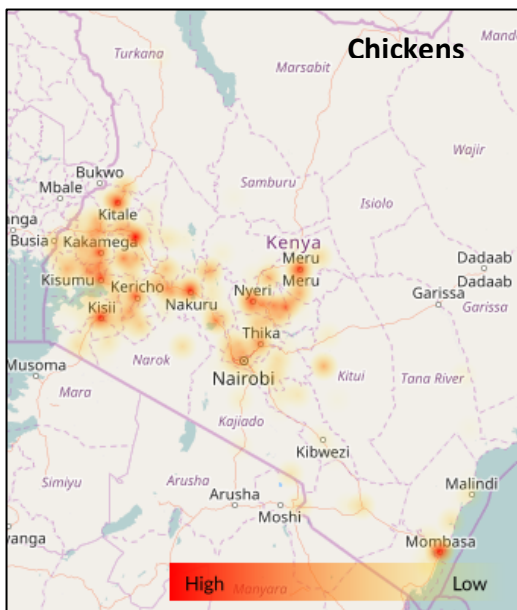 Chickens
Turkana
Marsabit
Wajir
Bukwo
Mbale
Samburu
Isiolo
Kitale
Busia
Kakamega
Kenya
Meru
Meru
Dadaab
Dadaab
Kisumu
Kericho
Nyeri
Nakuru
Garissa
Garissa
Kisii
Thika
Narok
Nairobi
Musoma
Mara
Kitui
Tana River
Kajiado
Kibwezi
Simiyu
Arusha
Arusha
Moshi
Malindi
Mombasa
High
Low
Manyara